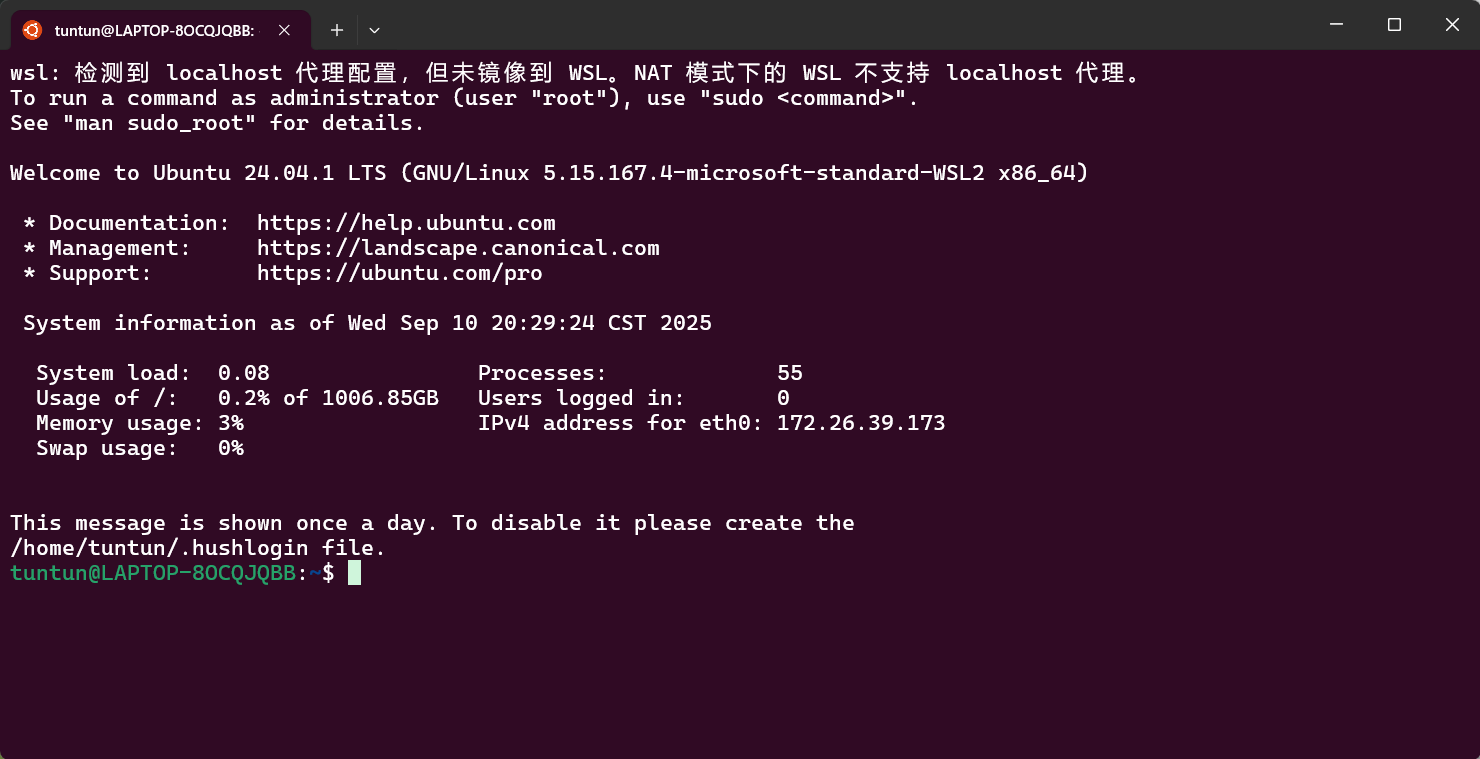 tuntun@LAPTOP-8OCQJQBB:
wsl: 检测到 localhost 代理配置，但未镜像到 WSL。NAT 模式下的 WSL 不支持 localhost 代理。
To run a command as administrator (user "root"), use "sudo <command>".
See "man sudo_root" for details.
Welcome to Ubuntu 24.04.1 LTS (GNU/Linux 5.15.167.4-microsoft-standard-WSL2 x86_64)
* Documentation:  https://help.ubuntu.com
* Management:     https://landscape.canonical.com
* Support:        https://ubuntu.com/pro
System information as of Wed Sep 10 20:29:24 CST 2025
System load:  0.08                Processes:             55
Usage of /:   0.2% of 1006.85GB   Users logged in:       0
Memory usage: 3%                  IPv4 address for eth0: 172.26.39.173
Swap usage:   0%
This message is shown once a day. To disable it please create the
/home/tuntun/.hushlogin file.
tuntun@LAPTOP-8OCQJQBB:~$